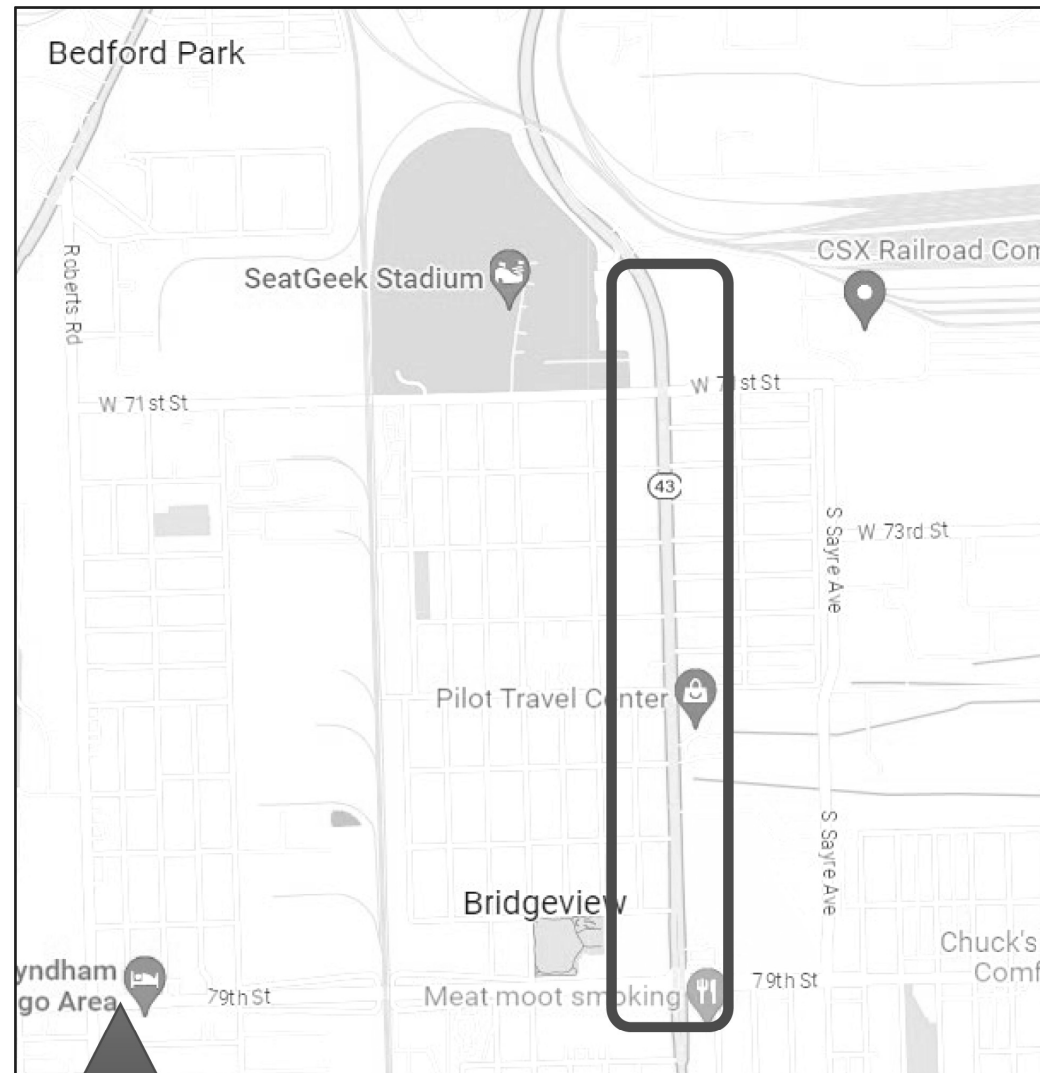 Bedford Park
CSX Railroad Com
SeatGeek Stadium
Roberts Rd
W 71st St
W 71st St
43
S Sayre Ave
W 73rd St
Pilot Travel Center
S Sayre Ave
Bridgeview
Chuck's
Comf
yndham
go Area
79th St
Meat moot smoking
79th St